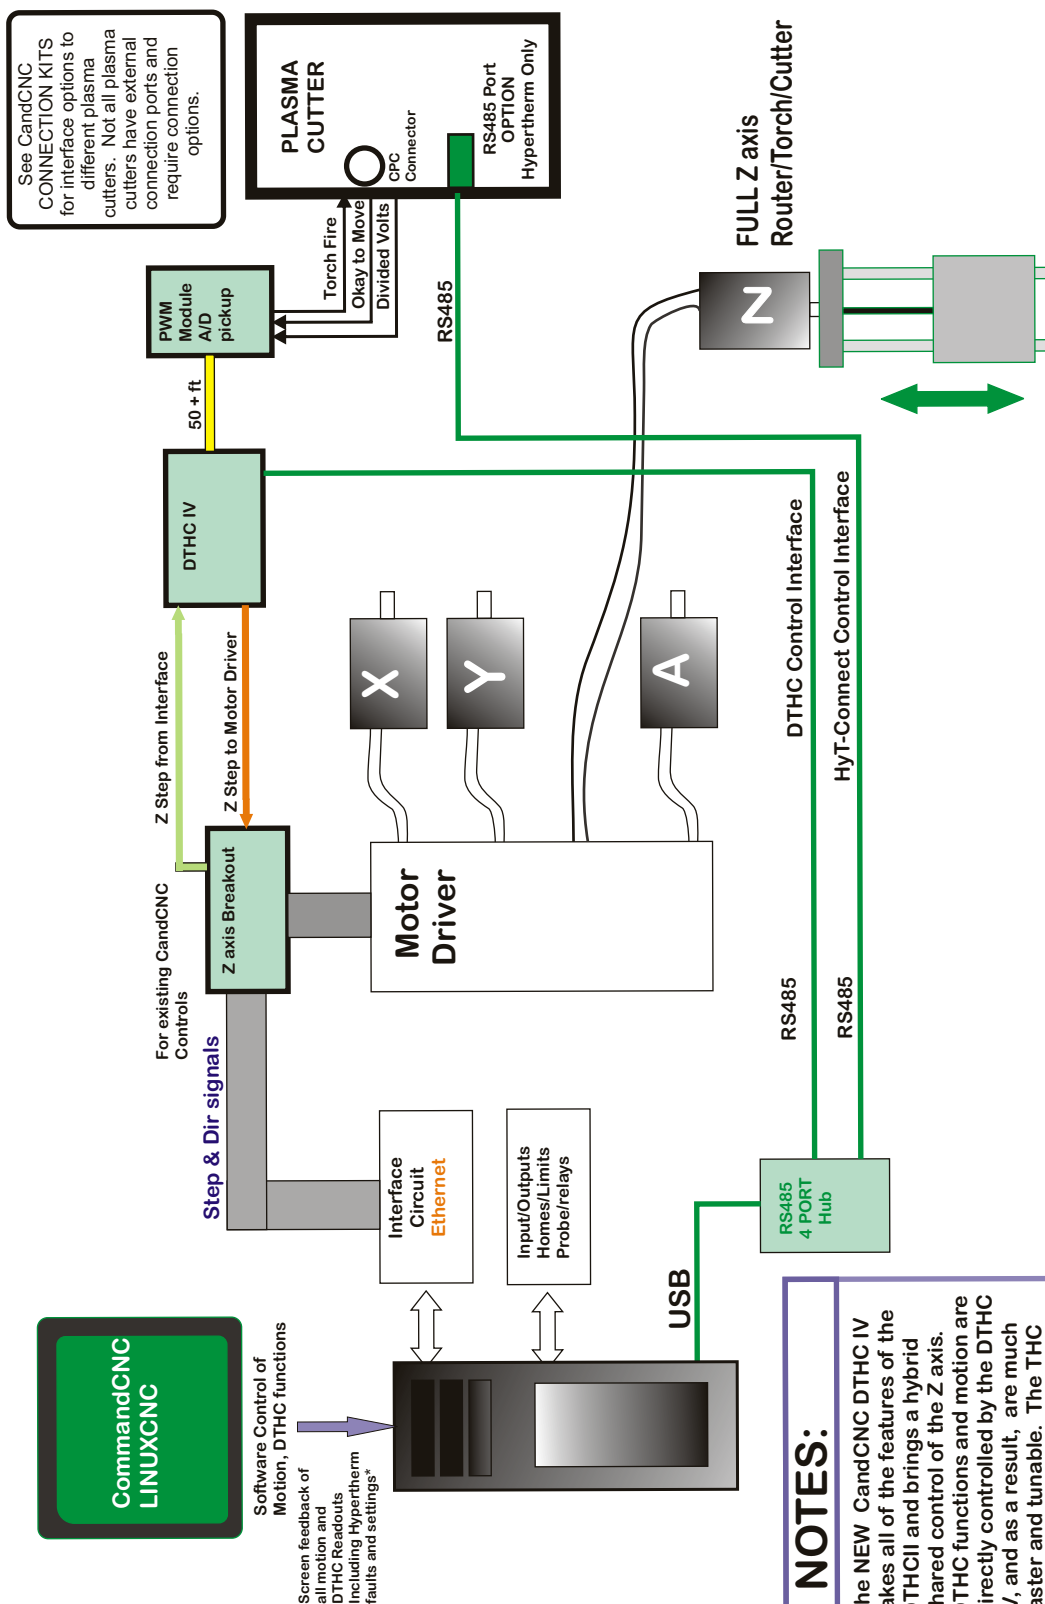 See CandCNC
CONNECTION KITS
for interface options to
different plasma
cutters. Not all plasma
cutters have external
connection ports and
require connection
options.
PLASMA
CUTTER
CPC
Connector
RS485 Port
OPTION
Hypertherm Only
PWM
Module
A/D
pickup
Torch Fire
Okay to Move
Divided Volts
RS485
50 + ft
DTHC IV
FULL Z axis
Router/Torch/Cutter
Z
Z Step from Interface
Z Step to Motor Driver
For existing CandCNC
Controls
Z axis Breakout
X
Y
A
Motor
Driver
DTHC Control Interface
HyT-Connect Control Interface
RS485
RS485
Step & Dir signals
Interface
Circuit
Ethernet
Input/Outputs
Homes/Limits
Probe/relays
RS485
4 PORT
Hub
USB
CommandCNC
LINUXCNC
Software Control of
Motion, DTHC functions
Screen feedback of
all motion and
DTHC Readouts
Including Hypertherm
faults and settings*
NOTES:
he NEW CandCNC DTHC IV
akes all of the features of the
DTHCII and brings a hybrid
hared control of the Z axis.
DTHC functions and motion are
irectly controlled by the DTHC
V, and as a result, are much
aster and tunable. The THC